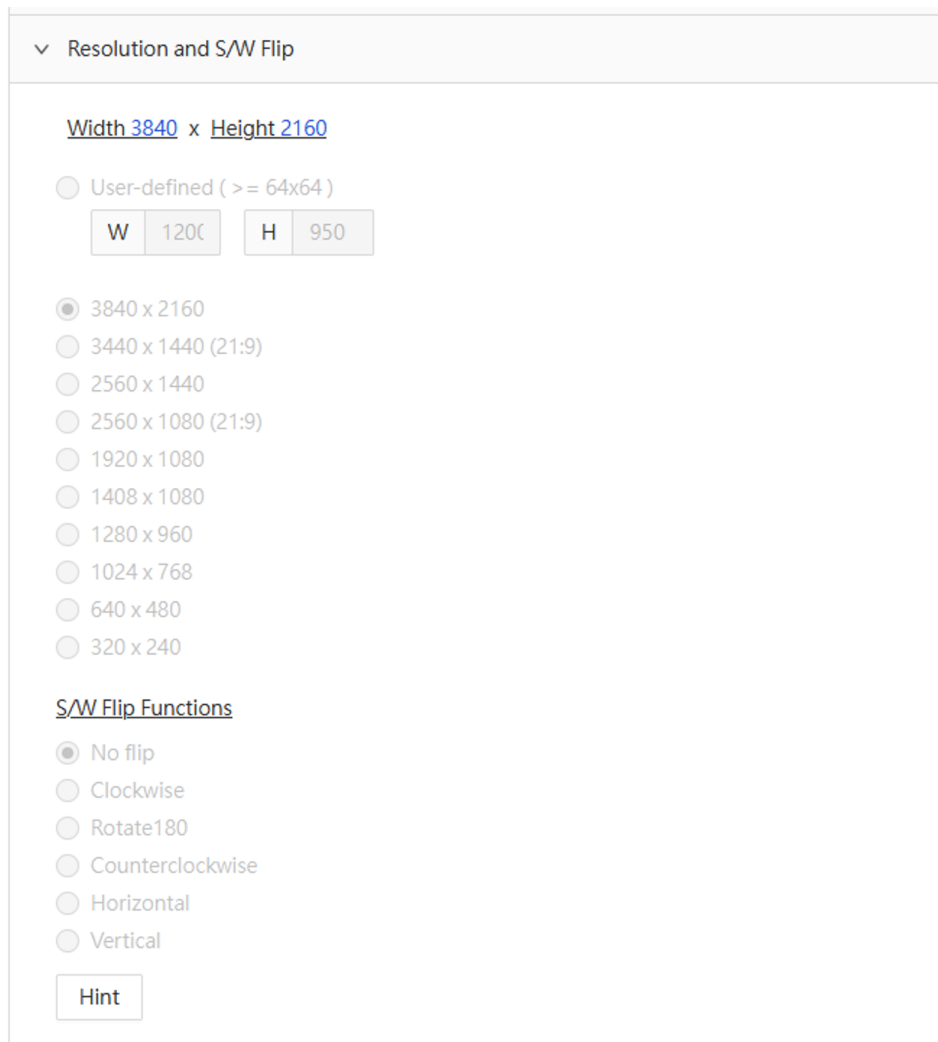 Resolution and S/W Flip
Width 3840 x Height 2160
User-defined ( >= 64x64 )
W 1200 H 950
3840 x 2160
3440 x 1440 (21:9)
2560 x 1440
2560 x 1080 (21:9)
1920 x 1080
1408 x 1080
1280 x 960
1024 x 768
640 x 480
320 x 240
S/W Flip Functions
No flip
Clockwise
Rotate180
Counterclockwise
Horizontal
Vertical
Hint